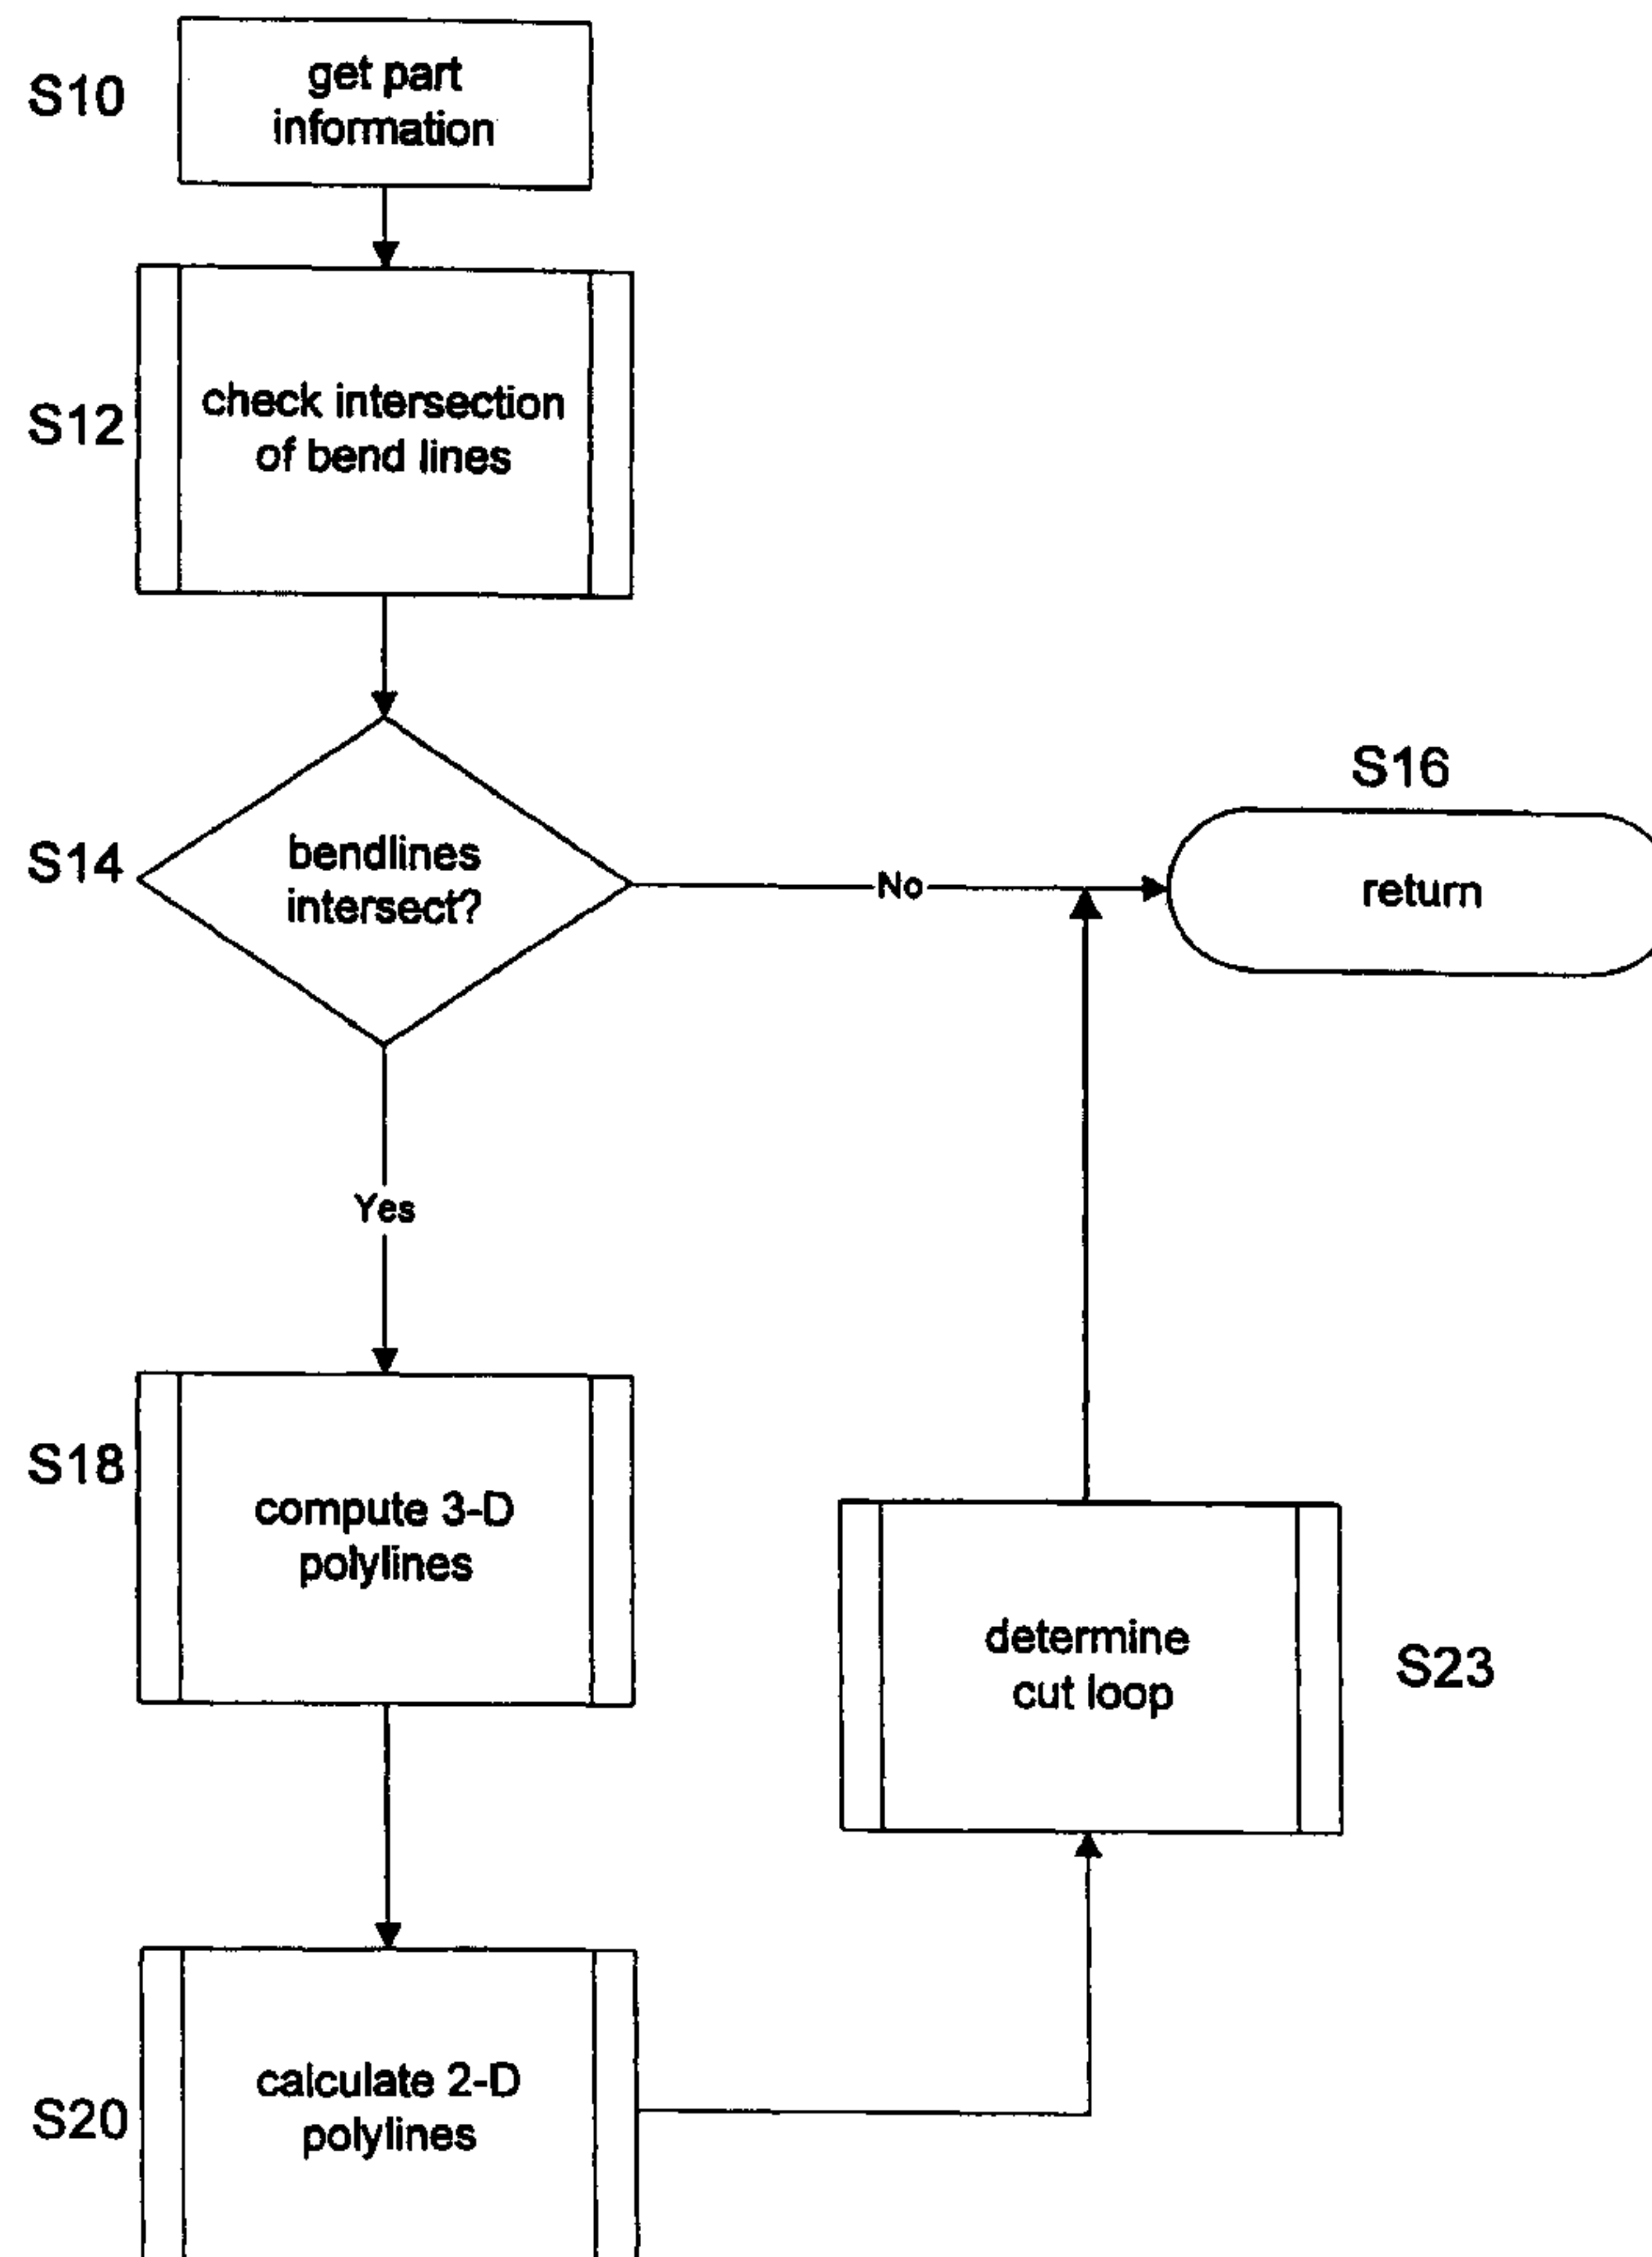 S10
get part
information
S12
check intersection
of bend lines
S14
bendlines
intersect?
No
S16
return
Yes
S18
compute 3-D
polylines
determine
cut loop
S23
S20
calculate 2-D
polylines